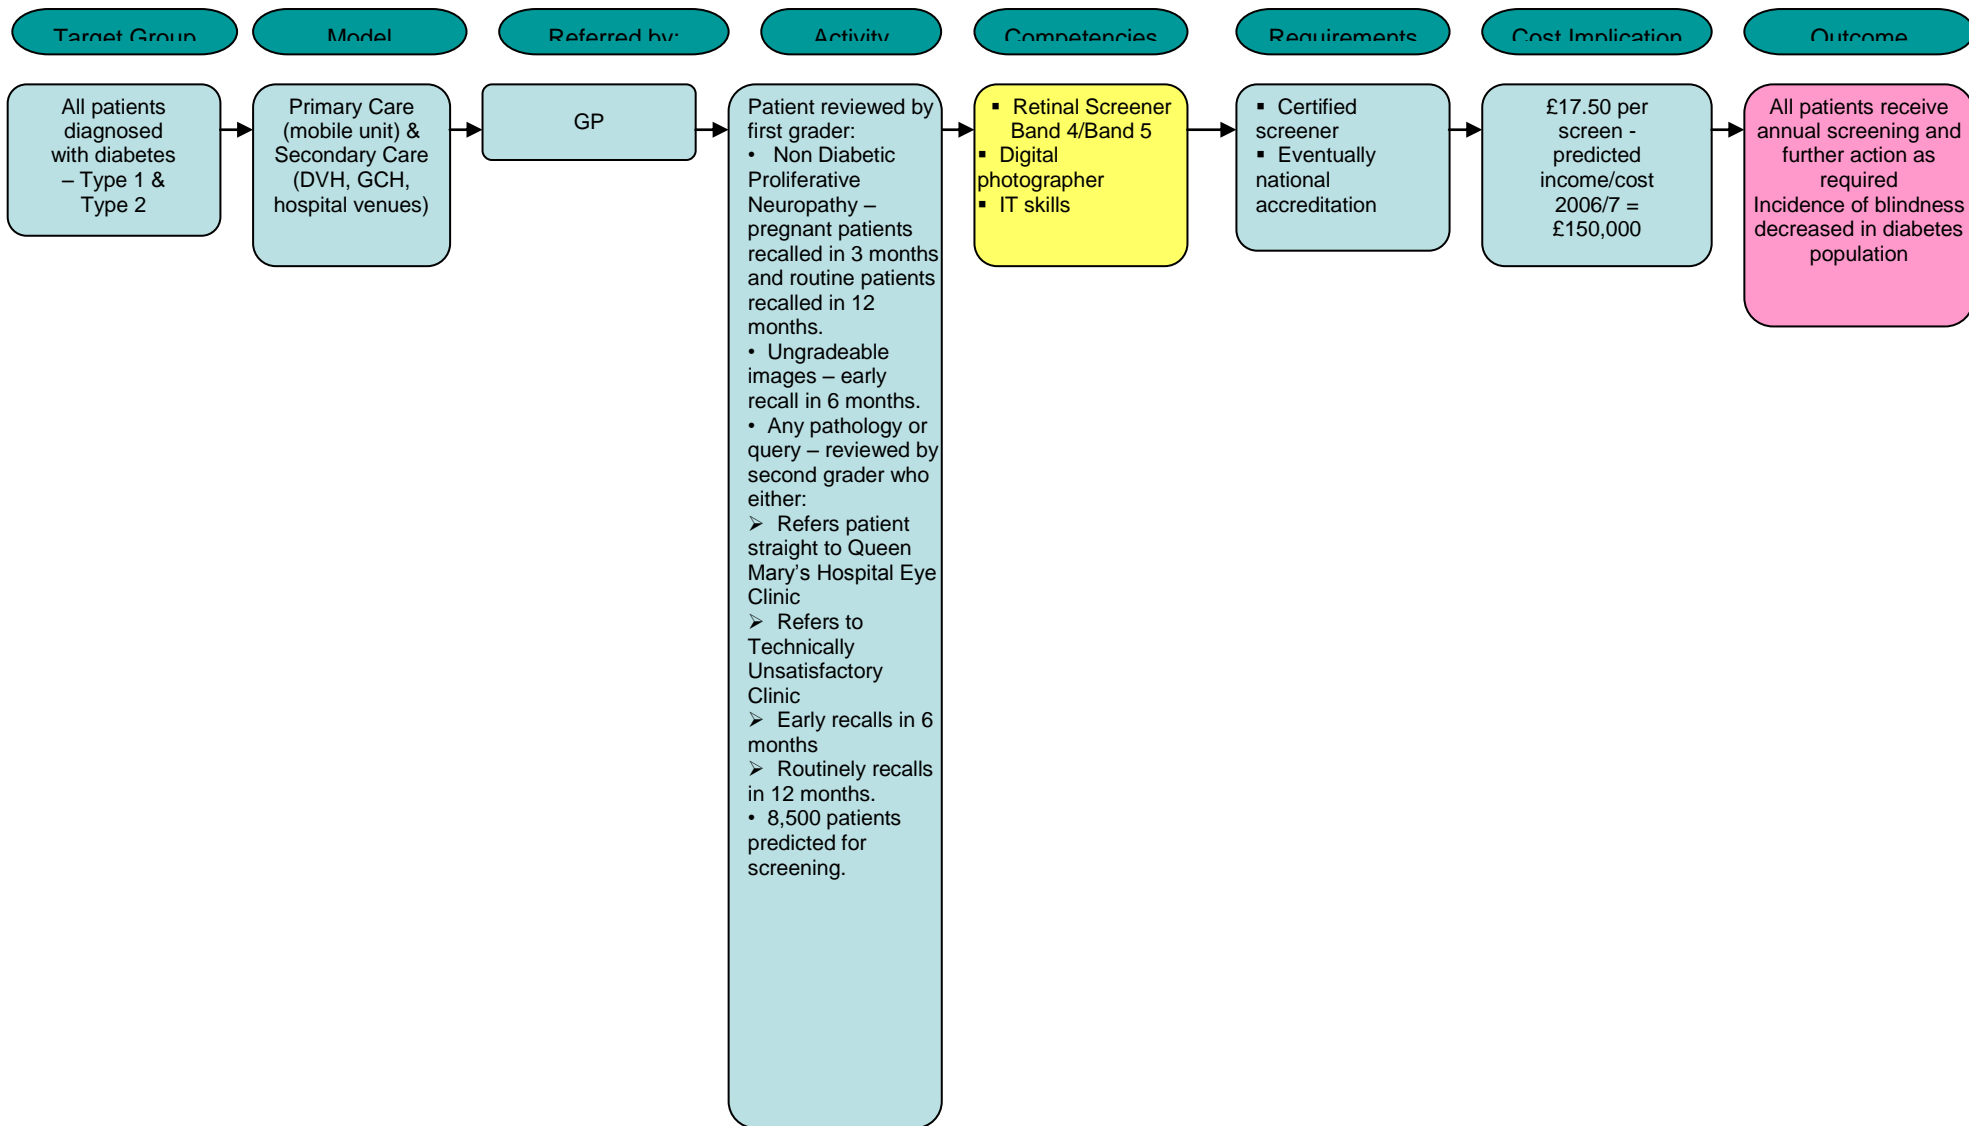 Target Group
Model
Referred by:
Activity
Competencies
Requirements
Cost Implication
Outcome
All patients
diagnosed
with diabetes
– Type 1 &
Type 2
Primary Care
(mobile unit) &
Secondary Care
(DVH, GCH,
hospital venues)
GP
Patient reviewed by
first grader:
• Non Diabetic
Proliferative
Neuropathy –
pregnant patients
recalled in 3 months
and routine patients
recalled in 12
months.
• Ungradeable
images – early
recall in 6 months.
• Any pathology or
query – reviewed by
second grader who
either:
➢ Refers patient
straight to Queen
Mary’s Hospital Eye
Clinic
➢ Refers to
Technically
Unsatisfactory
Clinic
➢ Early recalls in 6
months
➢ Routinely recalls
in 12 months.
• 8,500 patients
predicted for
screening.
▪ Retinal Screener
Band 4/Band 5
▪ Digital
photographer
▪ IT skills
▪ Certified
screener
▪ Eventually
national
accreditation
£17.50 per
screen -
predicted
income/cost
2006/7 =
£150,000
All patients receive
annual screening and
further action as
required
Incidence of blindness
decreased in diabetes
population